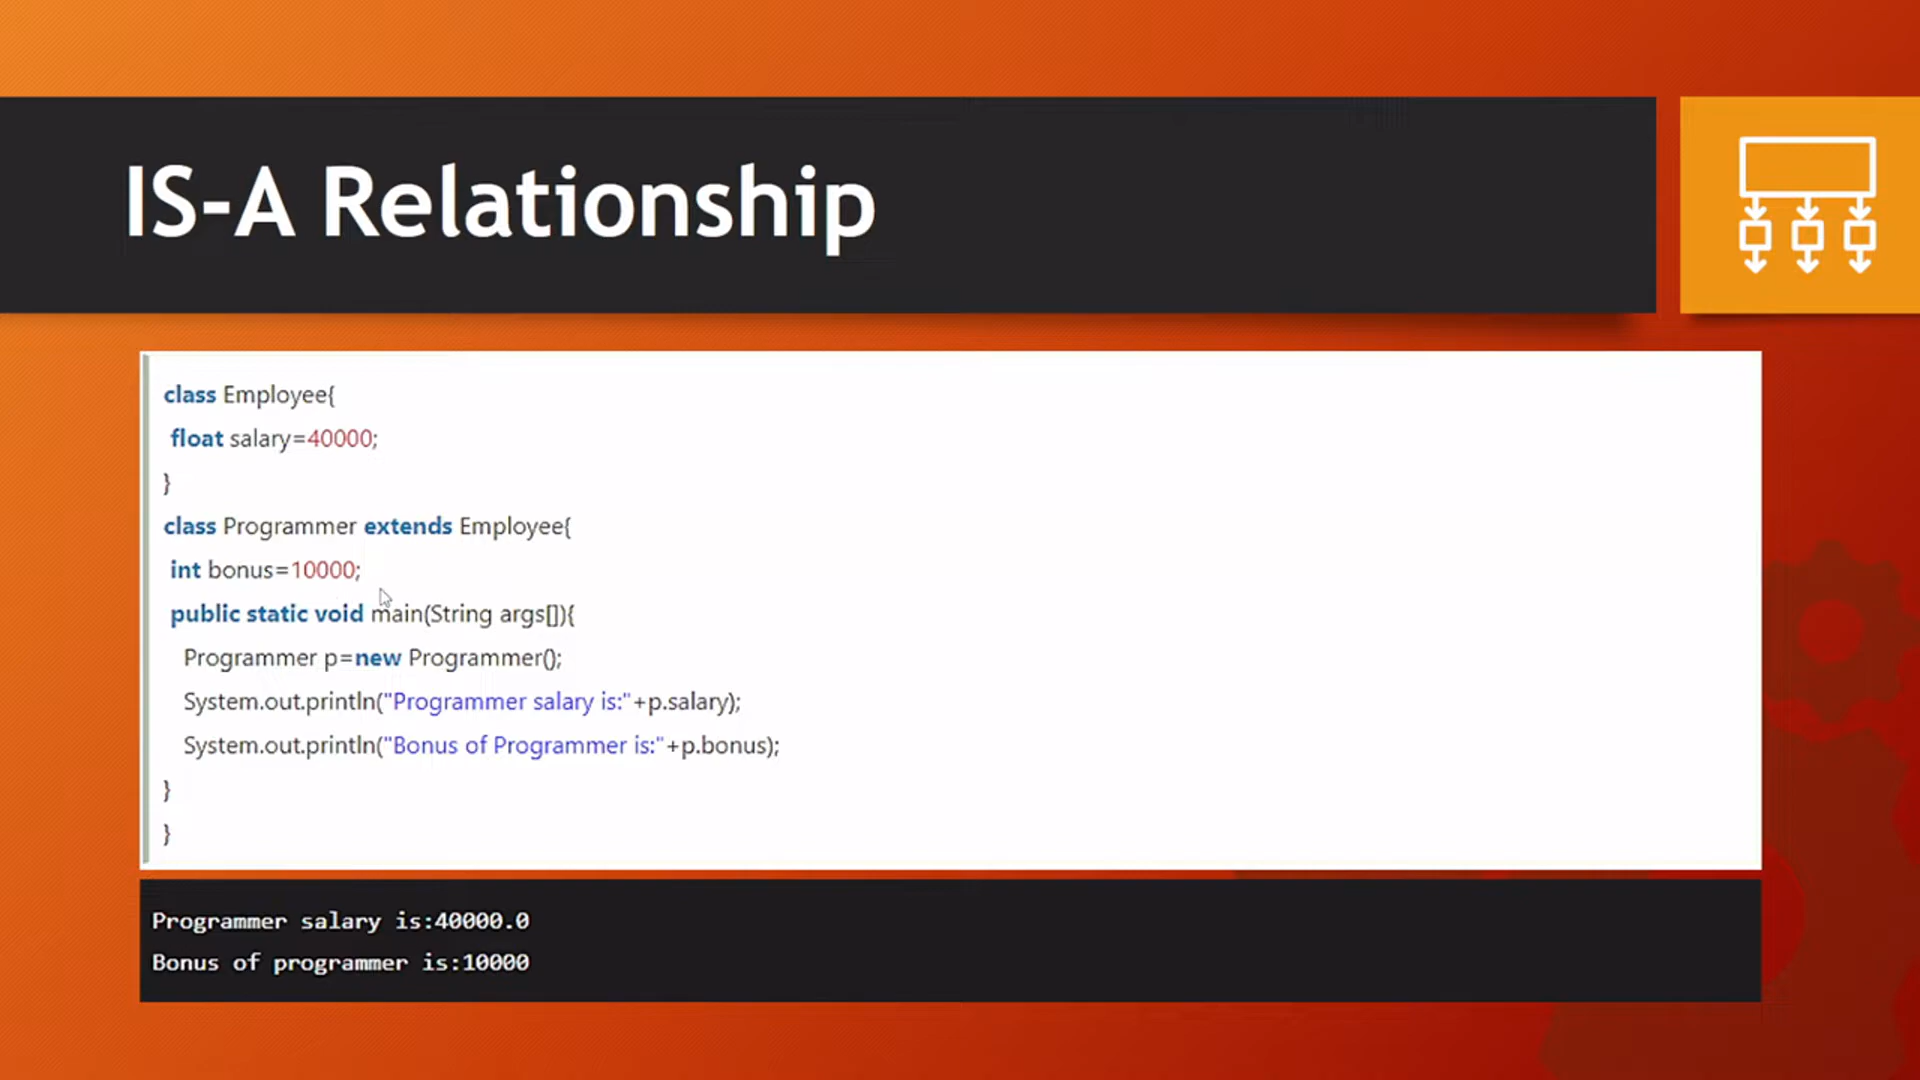 IS-A Relationship
class Employee{
float salary=40000;
}
class Programmer extends Employee{
int bonus=10000;
public static void main(String args[]){
Programmer p=new Programmer();
System.out.println("Programmer salary is:"+p.salary);
System.out.println("Bonus of Programmer is:"+p.bonus);
}
}
Programmer salary is:40000.0
Bonus of programmer is:10000